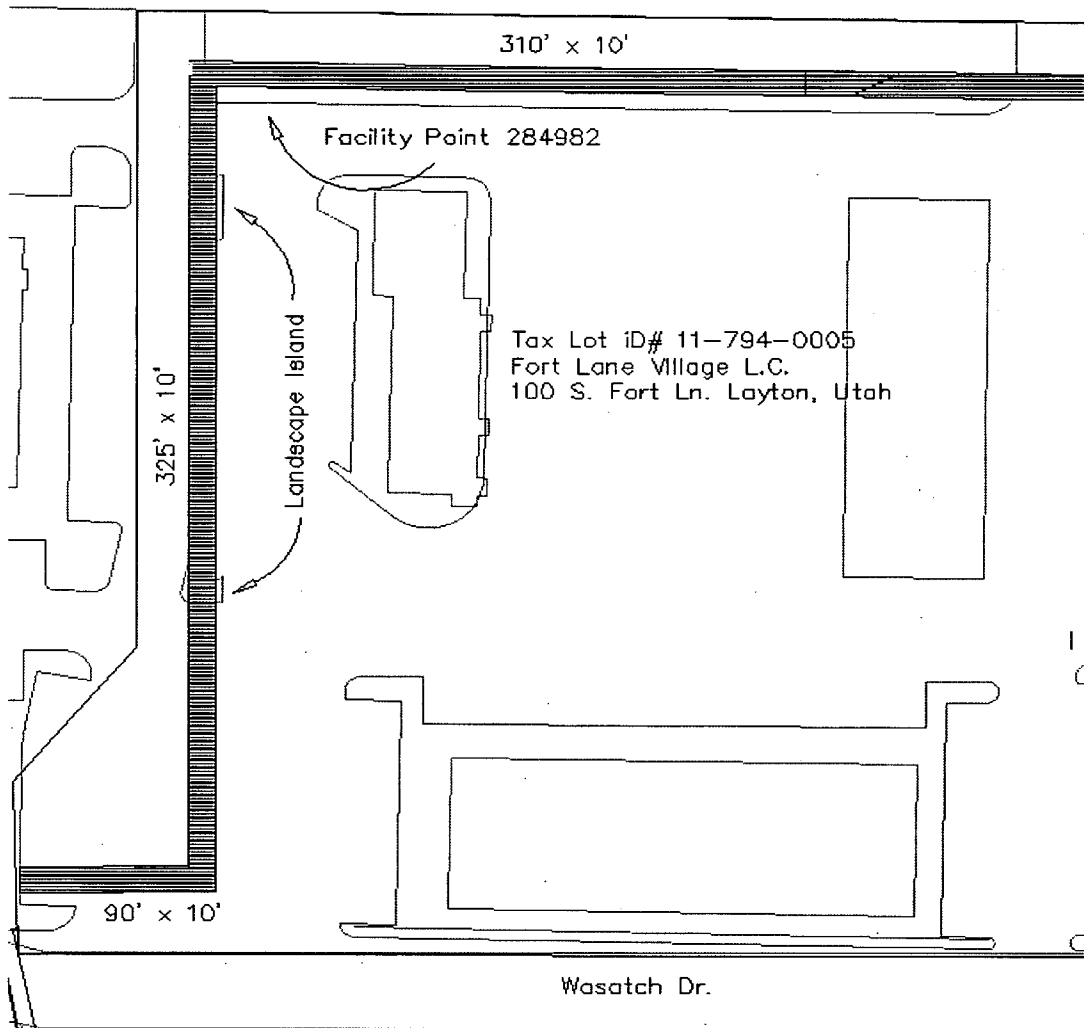 310' x 10'
Facility Point 284982
Landscape Island
325' x 10'
Tax Lot iD# 11-794-0005
Fort Lane Village L.C.
100 S. Fort Ln. Layton, Utah
90' x 10'
Wasatch Dr.